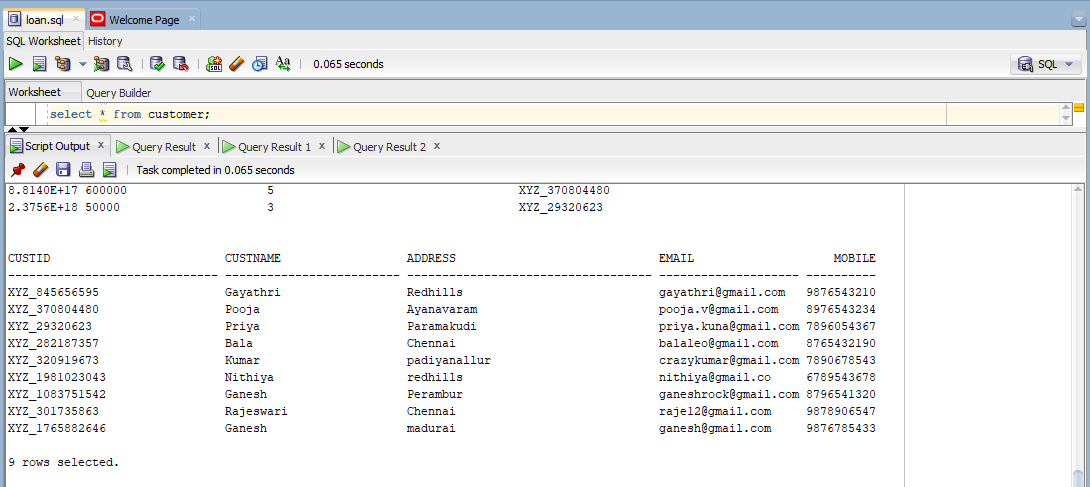 loan.sql × Welcome Page ×
SQL Worksheet History
0.065 seconds SQL
Worksheet Query Builder
select * from customer;
Script Output × Query Result × Query Result 1 × Query Result 2 ×
Task completed in 0.065 seconds
8.8140E+17 600000 5 XYZ_370804480
2.3756E+18 50000 3 XYZ_29320623
CUSTID CUSTNAME ADDRESS EMAIL MOBILE
------------------------------ ------------------------- ----------------------------------- -------------------- ----------
XYZ_845656595 Gayathri Redhills gayathri@gmail.com 9876543210
XYZ_370804480 Pooja Ayanavaram pooja.v@gmail.com 8976543234
XYZ_29320623 Priya Paramakudi priya.kuna@gmail.com 7896054367
XYZ_282187357 Bala Chennai balaleo@gmail.com 8765432190
XYZ_320919673 Kumar padiyanallur crazykumar@gmail.com 7890678543
XYZ_1981023043 Nithiya redhills nithiya@gmail.co 6789543678
XYZ_1083751542 Ganesh Perambur ganeshrock@gmail.com 8796541320
XYZ_301735863 Rajeswari Chennai raje12@gmail.com 9878906547
XYZ_1765882646 Ganesh madurai ganesh@gmail.com 9876785433
9 rows selected.